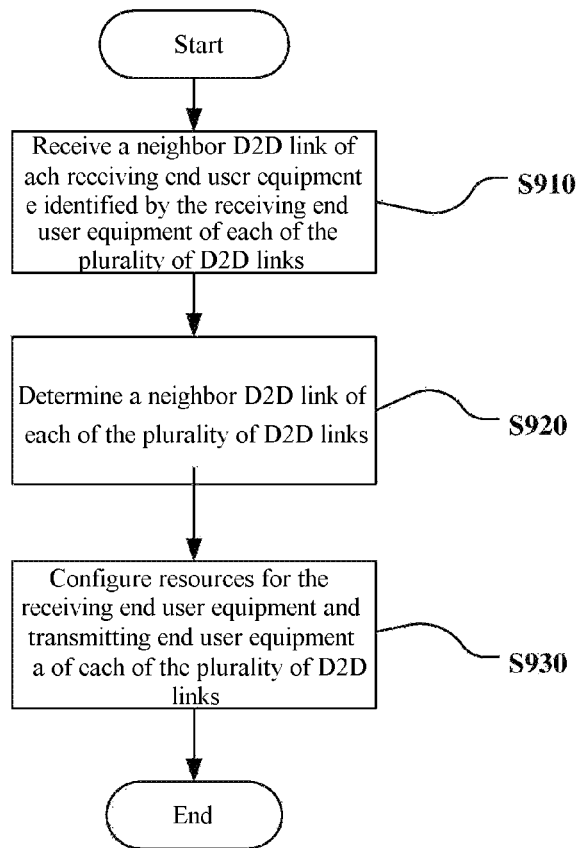 Start
Receive a neighbor D2D link of
ach receiving end user equipment
e identified by the receiving end
user equipment of each of the
plurality of D2D links
S910
Determine a neighbor D2D link of
each of the plurality of D2D links
S920
Configure resources for the
receiving end user equipment and
transmitting end user equipment
a of each of the plurality of D2D
links
S930
End